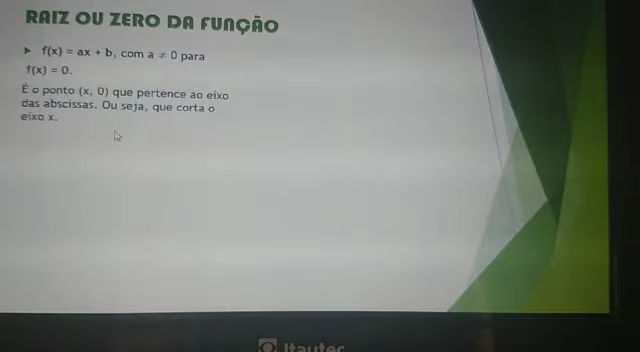 RAIZ OU ZERO DA FUNÇÃO
f(x) = ax + b, com a ≠ 0 para
f(x) = 0.
É o ponto (x, 0) que pertence ao eixo
das abscissas. Ou seja, que corta o
eixo x.
Itautec